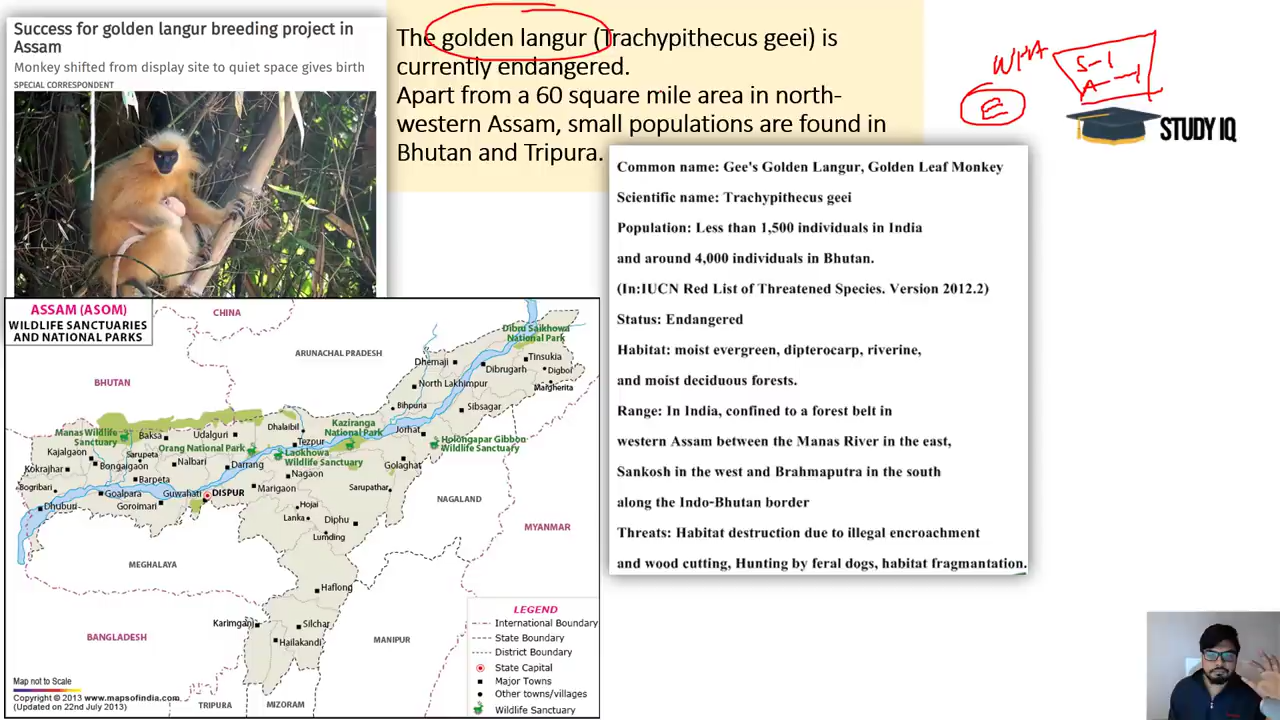 Success for golden langur breeding project in
Assam
Monkey shifted from display site to quiet space gives birth
SPECIAL CORRESPONDENT
The golden langur (Trachypithecus geei) is
currently endangered.
Apart from a 60 square mile area in north-
western Assam, small populations are found in
Bhutan and Tripura.
WPA
S-1
A-1
E
STUDY IQ
Common name: Gee's Golden Langur, Golden Leaf Monkey
Scientific name: Trachypithecus geei
Population: Less than 1,500 individuals in India
and around 4,000 individuals in Bhutan.
(In:IUCN Red List of Threatened Species. Version 2012.2)
Status: Endangered
Habitat: moist evergreen, dipterocarp, riverine,
and moist deciduous forests.
Range: In India, confined to a forest belt in
western Assam between the Manas River in the east,
Sankosh in the west and Brahmaputra in the south
along the Indo-Bhutan border
Threats: Habitat destruction due to illegal encroachment
and wood cutting, Hunting by feral dogs, habitat fragmantation.
ASSAM (ASOM)
WILDLIFE SANCTUARIES
AND NATIONAL PARKS
CHINA
ARUNACHAL PRADESH
BHUTAN
Dibru Saikhowa
National Park
Tinsukia
Dhemaji
Dibrugarh
Digboi
North Lakhimpur
Margherita
Bihpuria
Sibsagar
Kaziranga
National Park
Dhalaibil
Jorhat
Manas Wildlife
Sanctuary
Baksa
Udalguri
Tezpur
Holongapar Gibbon
Wildlife Sanctuary
Orang National Park
Kajalgaon
Sarupeta
Laokhowa
Wildlife Sanctuary
Kokrajhar
Bongaigaon
Nalbari
Darrang
Golaghat
Barpeta
Nagaon
Bogribari
Goalpara
Guwahati
DISPUR
Marigaon
Sarupathar
Dhuburi
Goroimari
Hojai
NAGALAND
Lanka
Diphu
MYANMAR
Lumding
MEGHALAYA
Haflong
LEGEND
International Boundary
State Boundary
District Boundary
State Capital
Major Towns
Other towns/villages
Wildlife Sanctuary
Karimganj
Silchar
BANGLADESH
Hailakandi
MANIPUR
Map not to Scale
Copyright © 2013 www.mapsofindia.com
(Updated on 22nd July 2013)
TRIPURA
MIZORAM